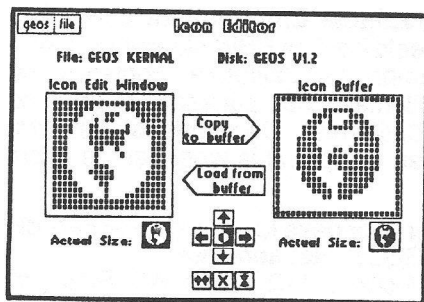 geos file
Icon Editor
File: GEOS KERNAL Disk: GEOS V1.2
Icon Edit Window
Icon Buffer
Copy
to buffer
Load from
buffer
Actual Size:
Actual Size:
X